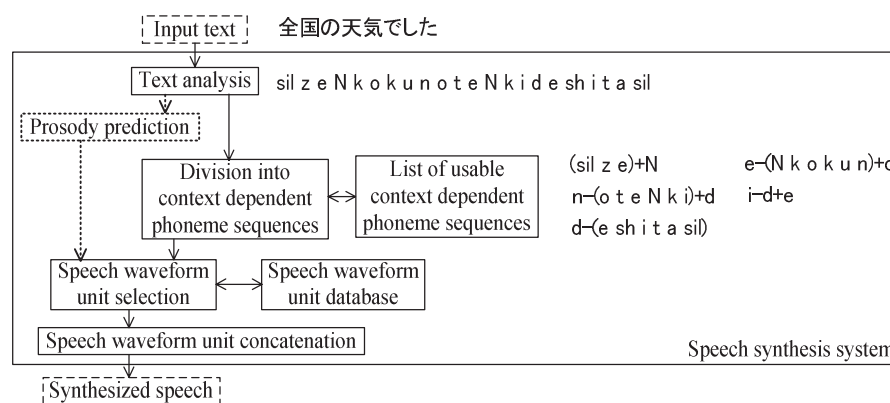 Input text
全国の天気でした
Text analysis
sil z e N k o k u n o t e N k i d e sh i t a sil
Prosody prediction
Division into
context dependent
phoneme sequences
List of usable
context dependent
phoneme sequences
(sil z e)+N
e-(N k o k u n)+o
n-(o t e N k i)+d
i-d+e
d-(e sh i t a sil)
Speech waveform
unit selection
Speech waveform
unit database
Speech waveform unit concatenation
Speech synthesis system
Synthesized speech